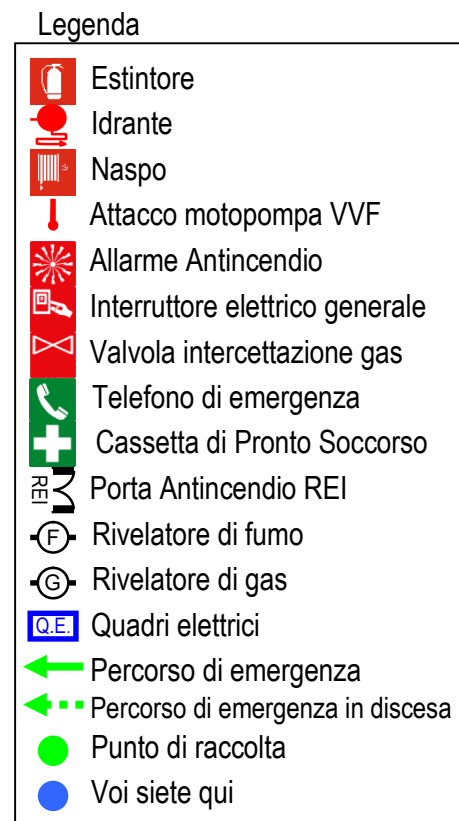 Legenda
Estintore
Idrante
Naspo
Attacco motopompa VVF
Allarme Antincendio
Interruttore elettrico generale
Valvola intercettazione gas
Telefono di emergenza
Cassetta di Pronto Soccorso
REI Porta Antincendio REI
F Rivelatore di fumo
G Rivelatore di gas
Q.E. Quadri elettrici
Percorso di emergenza
Percorso di emergenza in discesa
Punto di raccolta
Voi siete qui